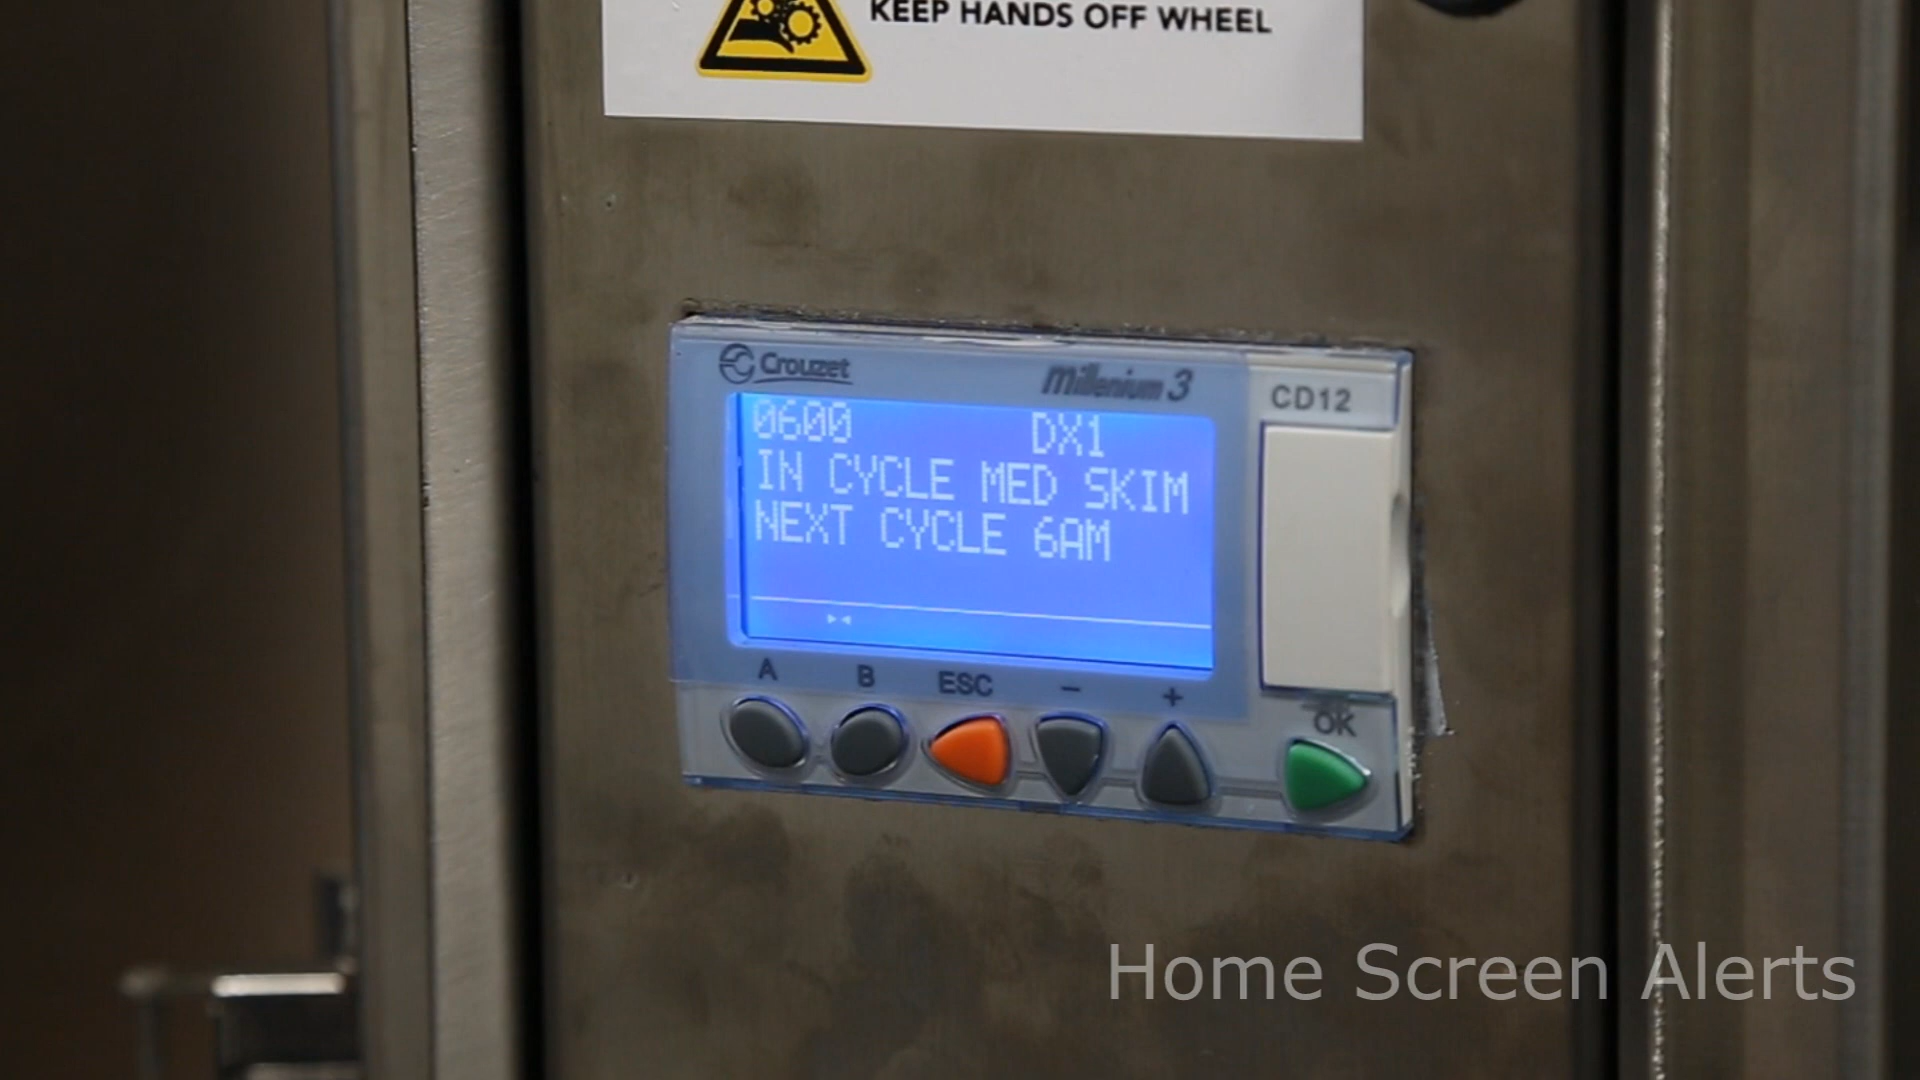 KEEP HANDS OFF WHEEL
Crouzet
millenium 3
CD12
0600 DX1
IN CYCLE MED SKIM
NEXT CYCLE 6AM
A B ESC - +
OK
Home Screen Alerts